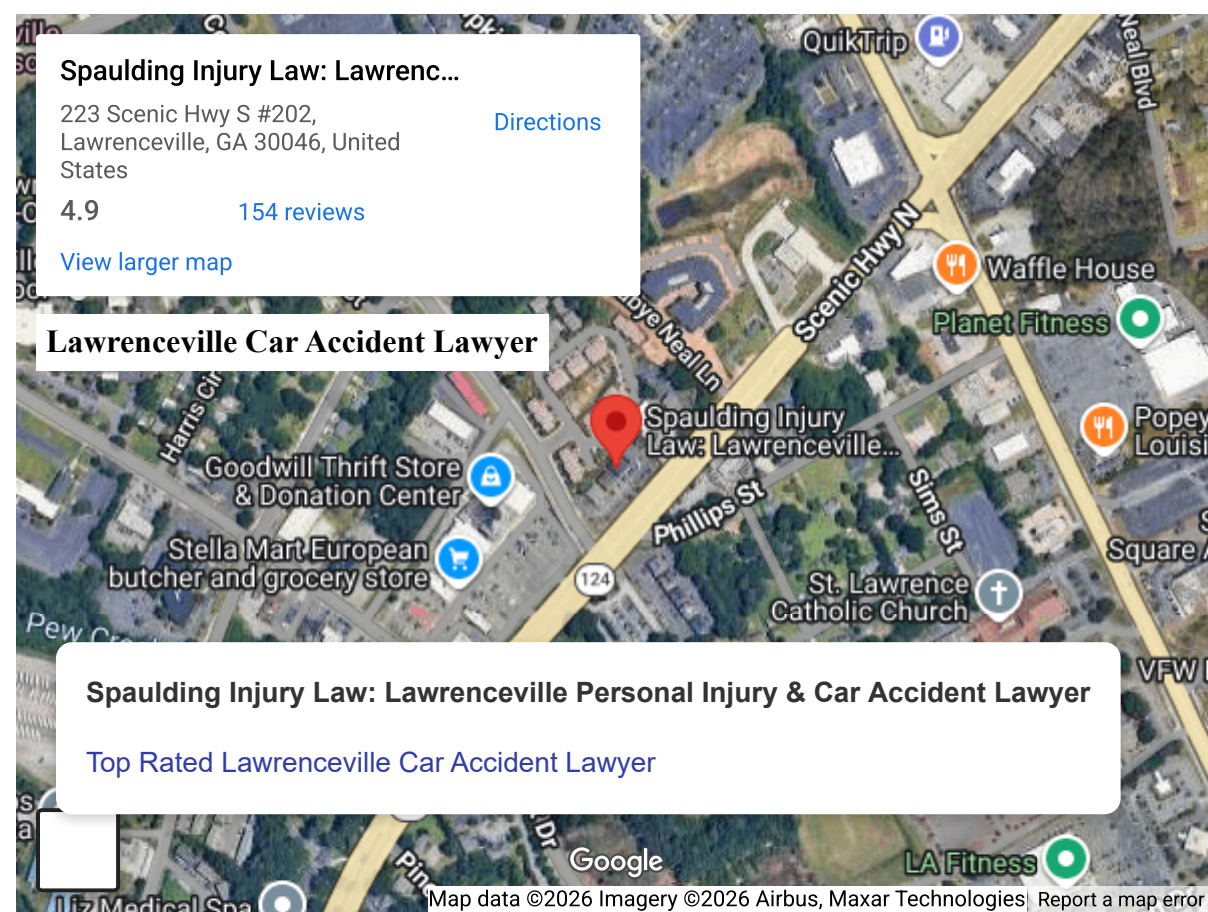 Spaulding Injury Law: Lawrenc...
223 Scenic Hwy S #202,
Lawrenceville, GA 30046, United
States
Directions
4.9
154 reviews
View larger map
Lawrenceville Car Accident Lawyer
QuikTrip
Neal Blvd
Scenic Hwy N
Waffle House
Planet Fitness
Neal Ln
Harris Cir
Spaulding Injury
Law: Lawrenceville...
Popey
Louisi
Goodwill Thrift Store
& Donation Center
Phillips St
Sims St
Stella Mart European
butcher and grocery store
124
Square
St. Lawrence
Catholic Church
Pew
VFW
Spaulding Injury Law: Lawrenceville Personal Injury & Car Accident Lawyer
Top Rated Lawrenceville Car Accident Lawyer
Dr
Pin
Google
LA Fitness
Liz Medical Spa
Map data ©2026 Imagery ©2026 Airbus, Maxar Technologies
Report a map error